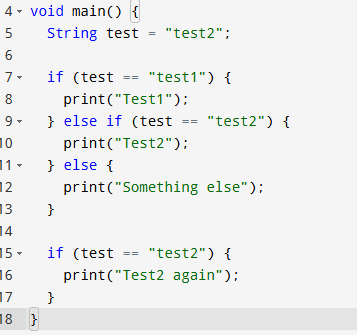 4 void main() {
5   String test = "test2";
6
7   if (test == "test1") {
8     print("Test1");
9   } else if (test == "test2") {
10     print("Test2");
11   } else {
12     print("Something else");
13   }
14
15   if (test == "test2") {
16     print("Test2 again");
17   }
18 }